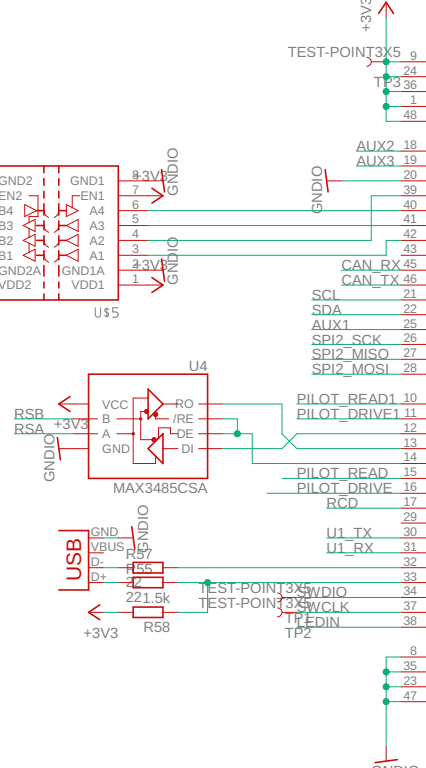 +3V3
TEST-POINT3X5
9
24
TP3
36
1
48
AUX2 18
AUX3 19
20
GNDIO
39
40
41
42
43
CAN_RX 45
CAN_TX 46
SCL 21
SDA 22
AUX1 25
SPI2_SCK 26
SPI2_MISO 27
SPI2_MOSI 28
GND2 GND1 8 +3V3 GNDIO
EN2 EN1 7
B4 A4 6
B3 A3 5
B2 A2 4
B1 A1 3
GND2A GND1A 2 +3V3 GNDIO
VDD2 VDD1 1
U$5
U4
VCC RO
RSB B /RE
+3V3
RSA A DE
GND DI
GNDIO
MAX3485CSA
PILOT_READ1 10
PILOT_DRIVE1 11
12
13
14
PILOT_READ 15
PILOT_DRIVE 16
RCD 17
29
U1_TX 30
U1_RX 31
32
33
34
37
38
USB
GND
VBUS
D-
D+
GNDIO
R57
R55
22
22
1.5k
R58
+3V3
TEST-POINT3X5
TEST-POINT3X5
SWDIO
SWCLK
TP1
LEDIN
TP2
8
35
23
47
GNDIO